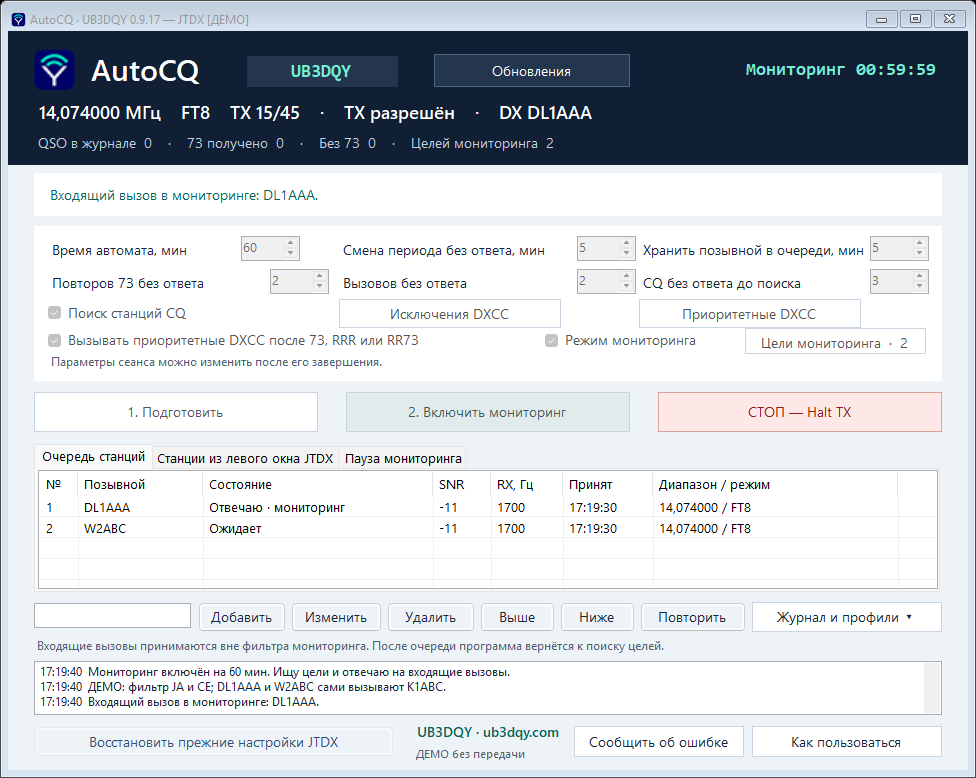 AutoCQ · UB3DQY 0.9.17 — JTDX [ДЕМО]
AutoCQ UB3DQY Обновления Мониторинг 00:59:59
14,074000 МГц FT8 TX 15/45 · TX разрешён · DX DL1AAA
QSO в журнале 0 · 73 получено 0 · Без 73 0 · Целей мониторинга 2
Входящий вызов в мониторинге: DL1AAA.
Время автомата, мин 60 Смена периода без ответа, мин 5 Хранить позывной в очереди, мин 5
Повторов 73 без ответа 2 Вызовов без ответа 2 CQ без ответа до поиска 3
Поиск станций CQ Исключения DXCC Приоритетные DXCC
Вызывать приоритетные DXCC после 73, RRR или RR73 Режим мониторинга Цели мониторинга · 2
Параметры сеанса можно изменить после его завершения.
1. Подготовить 2. Включить мониторинг СТОП — Halt TX
Очередь станций Станции из левого окна JTDX Пауза мониторинга
№ Позывной Состояние SNR RX, Гц Принят Диапазон / режим
1 DL1AAA Отвечаю · мониторинг -11 1700 17:19:30 14,074000 / FT8
2 W2ABC Ожидает -11 1700 17:19:30 14,074000 / FT8
Добавить Изменить Удалить Выше Ниже Повторить Журнал и профили ▾
Входящие вызовы принимаются вне фильтра мониторинга. После очереди программа вернётся к поиску целей.
17:19:40 Мониторинг включён на 60 мин. Ищу цели и отвечаю на входящие вызовы.
17:19:40 ДЕМО: фильтр JA и CE; DL1AAA и W2ABC сами вызывают K1ABC.
17:19:40 Входящий вызов в мониторинге: DL1AAA.
Восстановить прежние настройки JTDX UB3DQY · ub3dqy.com Сообщить об ошибке Как пользоваться
ДЕМО без передачи